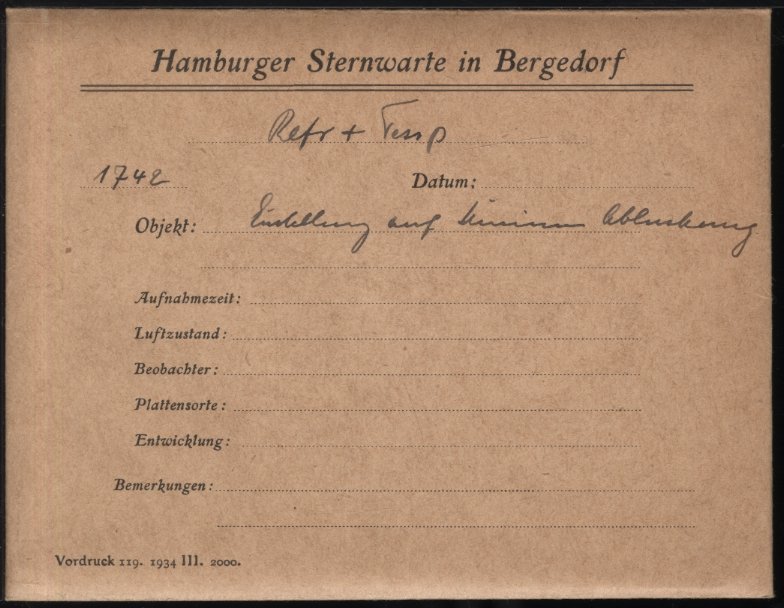 Hamburger Sternwarte in Bergedorf
Refr + Tessp
1742 Datum:
Objekt: Einstellung auf Minimum Ablenkung
Aufnahmezeit:
Luftzustand:
Beobachter:
Plattensorte:
Entwicklung:
Bemerkungen:
Vordruck 119. 1934 III. 2000.